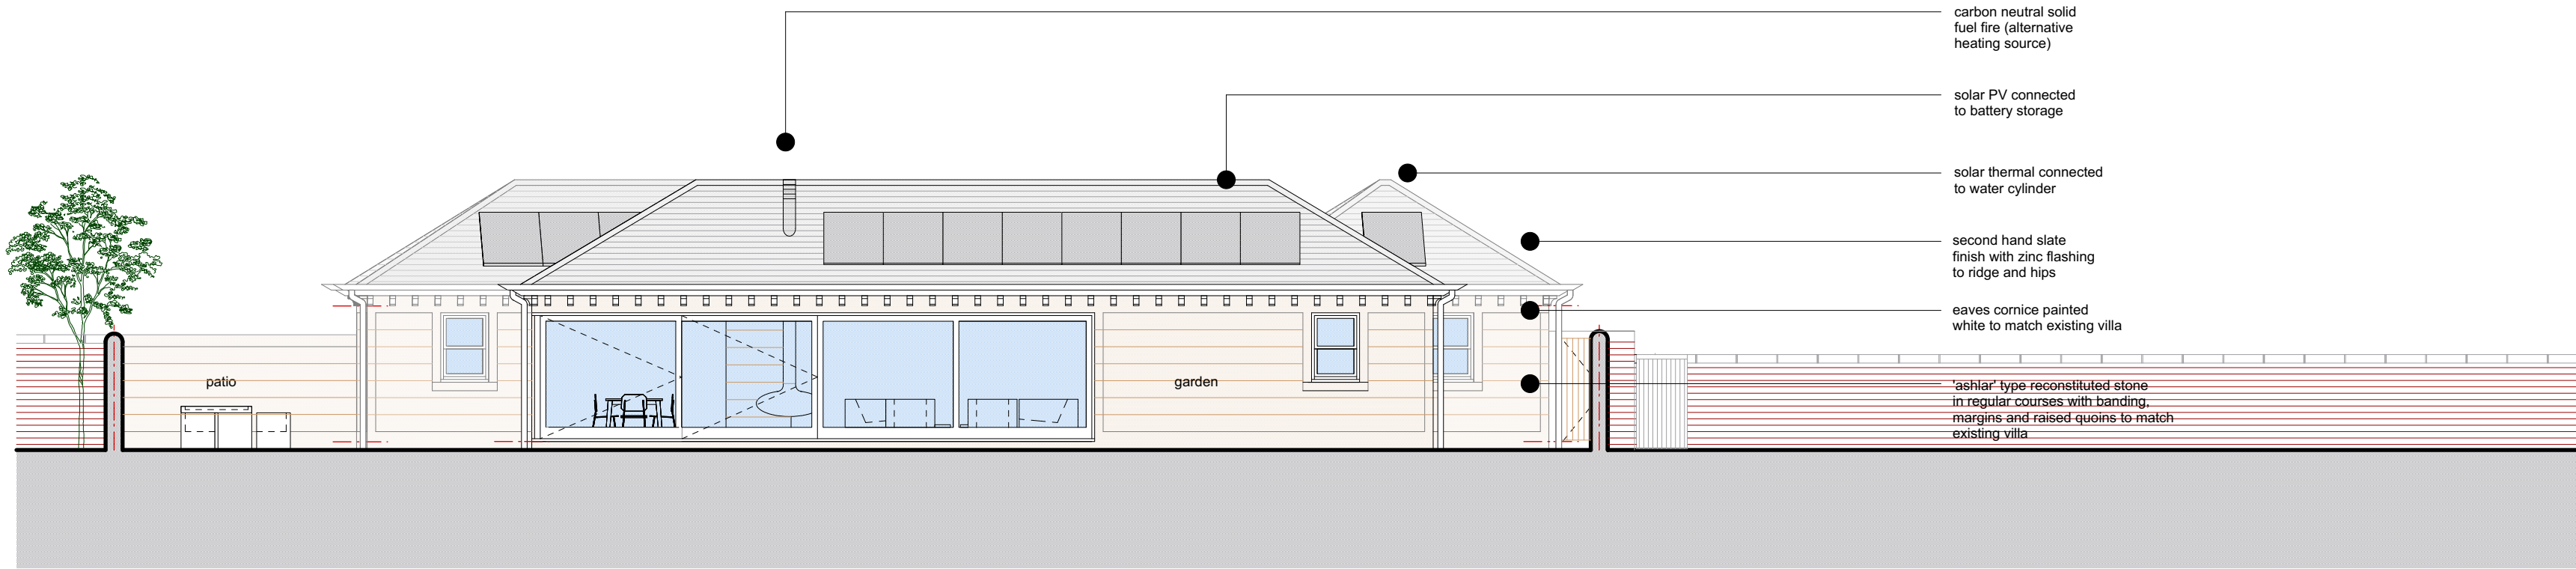 carbon neutral solid
fuel fire (alternative
heating source)
solar PV connected
to battery storage
solar thermal connected
to water cylinder
second hand slate
finish with zinc flashing
to ridge and hips
eaves cornice painted
white to match existing villa
patio
garden
'ashlar' type reconstituted stone
in regular courses with banding,
margins and raised quoins to match
existing villa